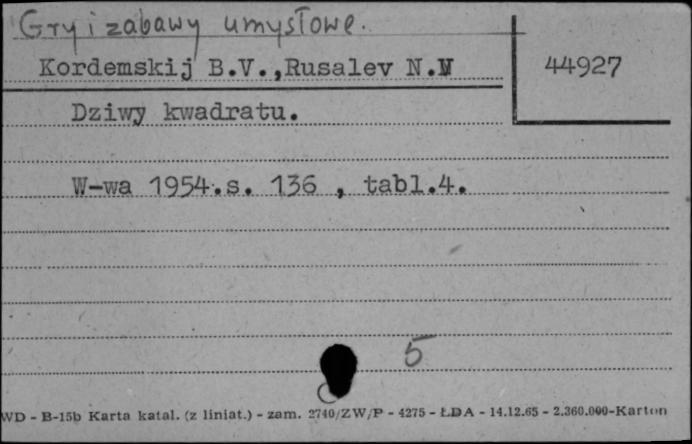 Gry i zabawy umysłowe.
Kordemskij B.V.,Rusalev N.V
44927
Dziwy kwadratu.
W-wa 1954.s. 136 , tabl.4.
5
WD - B-15b Karta katal. (z liniat.) - zam. 2740/ZW/P - 4275 - ŁDA - 14.12.65 - 2.360.000-Karton